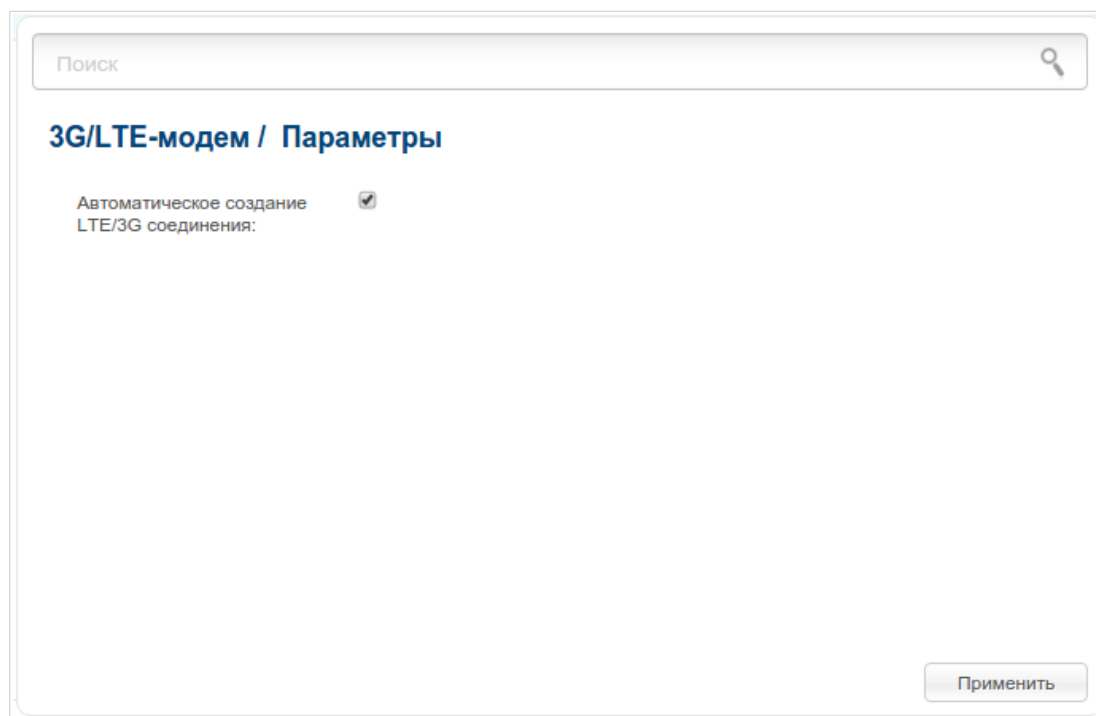 Поиск
3G/LTE-модем / Параметры
Автоматическое создание
LTE/3G соединения:
Применить